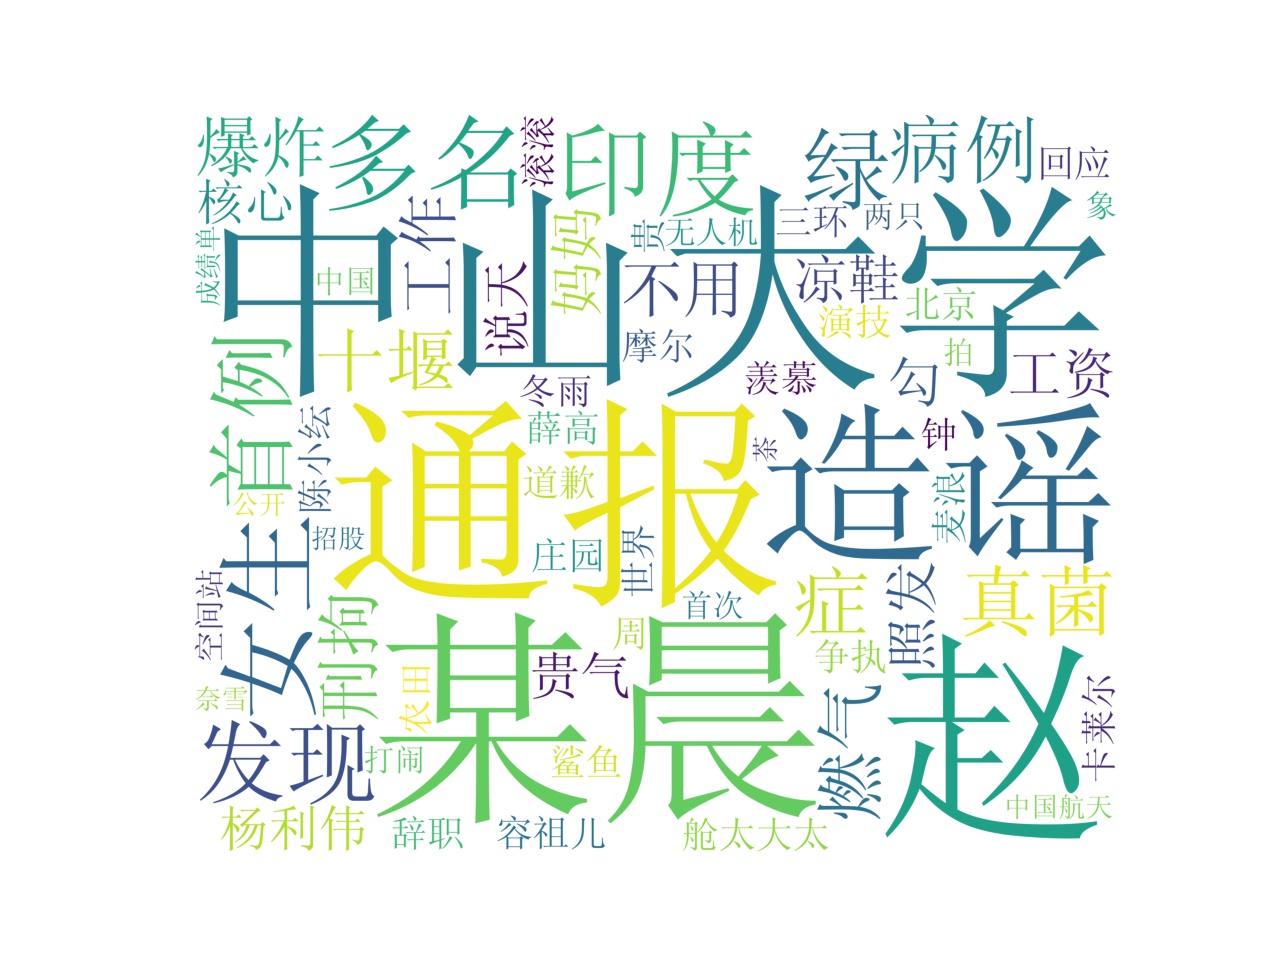 爆炸
多名
滚滚
印度
绿
病例
回应
核心
象
中山大学
工作
妈妈
贵
无人机
三环
两只
成绩单
中国
说天
不用
凉鞋
北京
首例
十堰
摩尔
演技
拍
工资
冬雨
羡慕
勾
陈小纭
薛高
通报
茶
造谣
钟
麦浪
公开
道歉
招股
庄园
世界
女生
空间站
刑拘
首次
症
照发
真菌
周
某晨
争执
赵
奈雪
农田
贵气
燃气
卡莱尔
发现
打闹
鲨鱼
中国航天
杨利伟
辞职
容祖儿
舱太大太